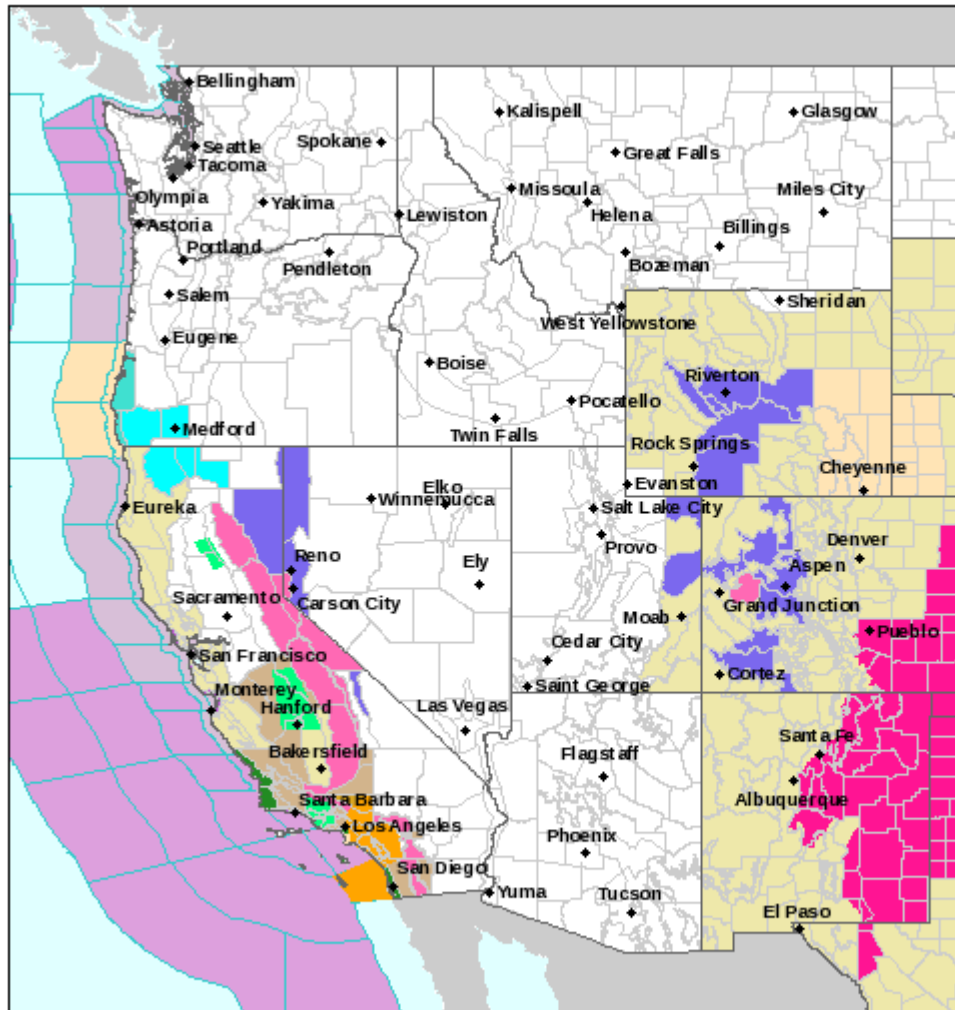 Bellingham
Kalispell
Glasgow
Seattle
Spokane
Great Falls
Tacoma
Missoula
Miles City
Olympia
Yakima
Lewiston
Helena
Astoria
Billings
Portland
Pendleton
Bozeman
Salem
Sheridan
West Yellowstone
Eugene
Boise
Riverton
Pocatello
Medford
Twin Falls
Rock Springs
Cheyenne
Evanston
Elko
Winnemucca
Eureka
Salt Lake City
Provo
Denver
Reno
Ely
Aspen
Sacramento
Carson City
Grand Junction
Moab
Pueblo
Cedar City
San Francisco
Cortez
Monterey
Saint George
Hanford
Las Vegas
Santa Fe
Bakersfield
Flagstaff
Albuquerque
Santa Barbara
Los Angeles
Phoenix
San Diego
Yuma
Tucson
El Paso